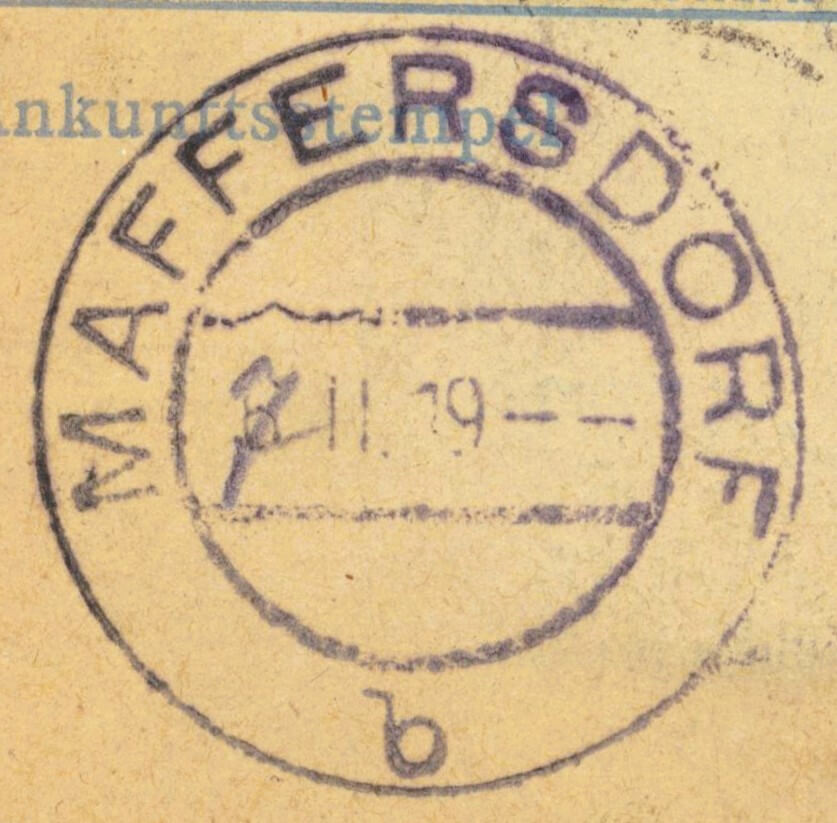 Ankunftsstempel
MAFFERSDORF
II. 19--
b